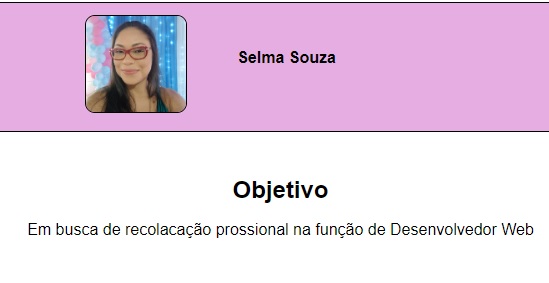 Selma Souza
Objetivo
Em busca de recolacação prossional na função de Desenvolvedor Web